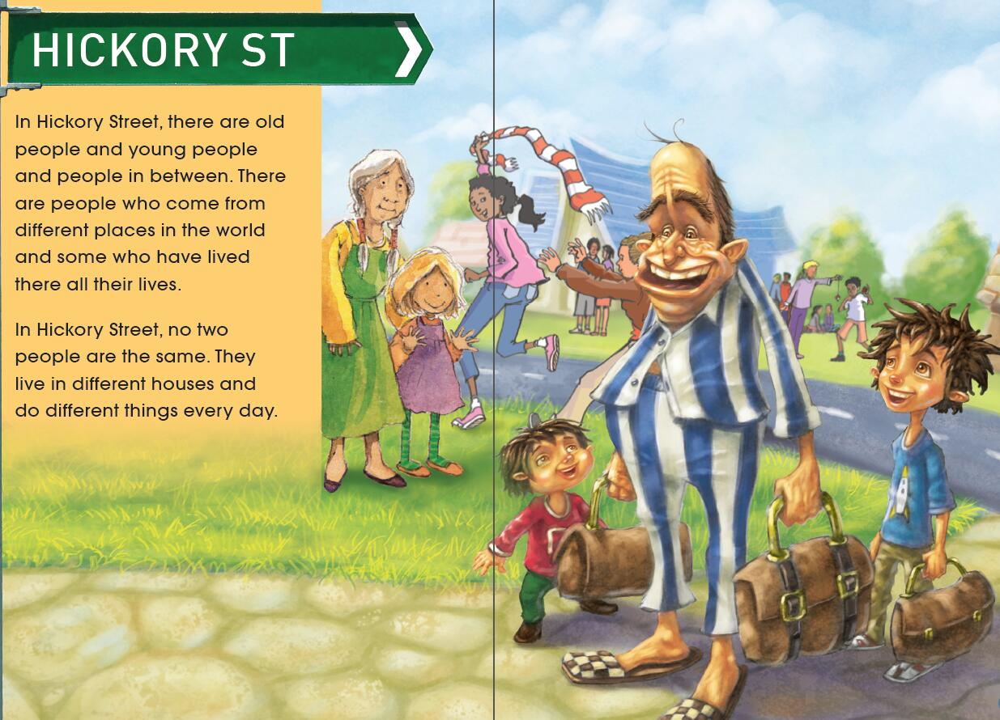 HICKORY ST
In Hickory Street, there are old
people and young people
and people in between. There
are people who come from
different places in the world
and some who have lived
there all their lives.
In Hickory Street, no two
people are the same. They
live in different houses and
do different things every day.